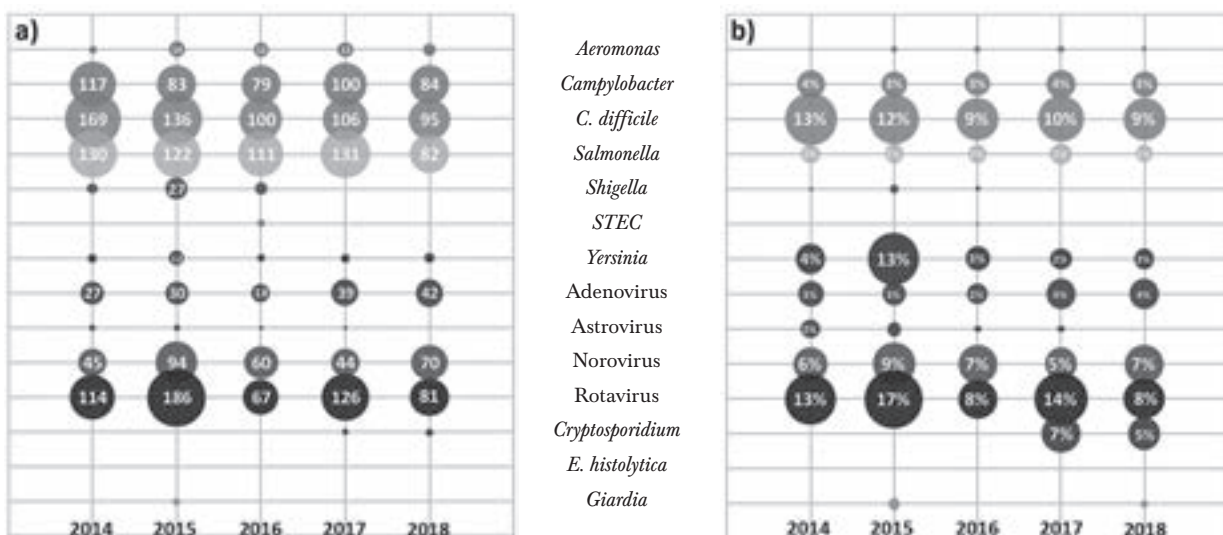 a)
b)
Aeromonas
117 83 79 100 84
Campylobacter
4% 4%
169 136 100 106 95
C. difficile
13% 12% 9% 10% 9%
130 122 111 131 82
Salmonella
27
Shigella
STEC
Yersinia
4% 13%
27 30 39 42
Adenovirus
Astrovirus
45 94 60 44 70
Norovirus
6% 9% 7% 5% 7%
114 186 67 126 81
Rotavirus
13% 17% 8% 14% 8%
Cryptosporidium
7% 5%
E. histolytica
Giardia
2014 2015 2016 2017 2018
2014 2015 2016 2017 2018